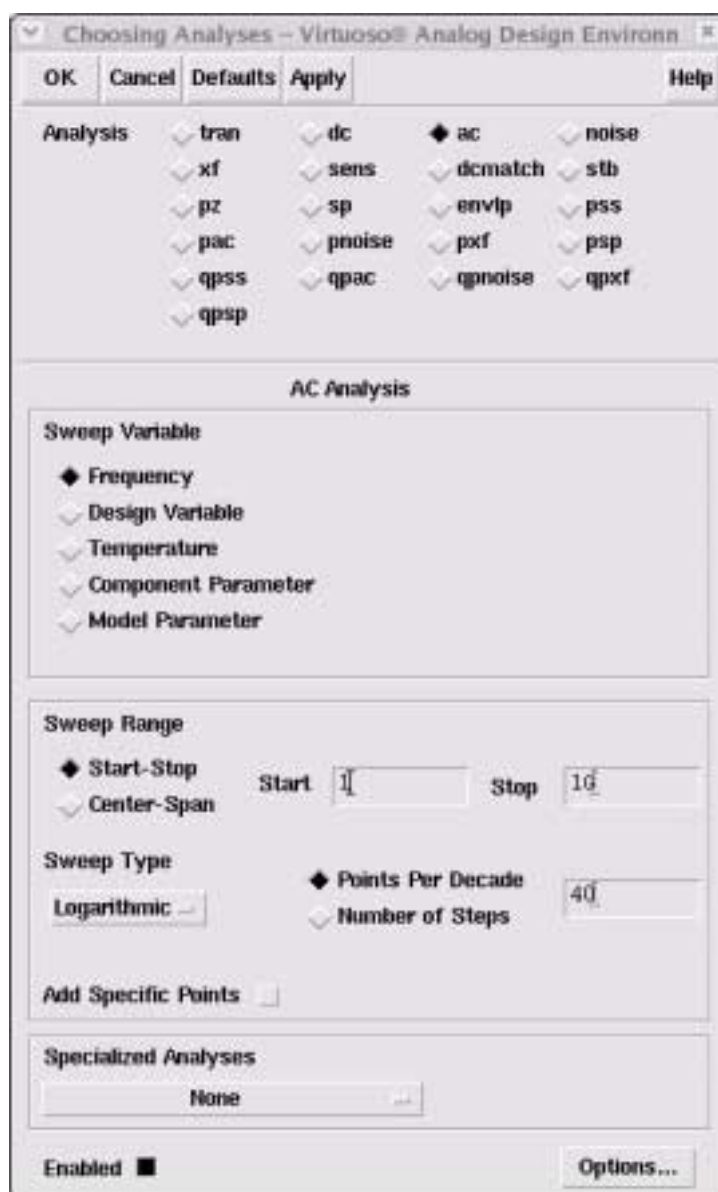 Choosing Analyses – Virtuoso® Analog Design Environn
OK Cancel Defaults Apply Help
Analysis tran dc ac noise
xf sens dcmatch stb
pz sp envlp pss
pac pnoise pxf psp
qpss qpac qpnoise qpxf
qpsp
AC Analysis
Sweep Variable
Frequency
Design Variable
Temperature
Component Parameter
Model Parameter
Sweep Range
Start-Stop Start 1 Stop 1G
Center-Span
Sweep Type
Points Per Decade 40
Logarithmic
Number of Steps
Add Specific Points
Specialized Analyses
None
Enabled Options...